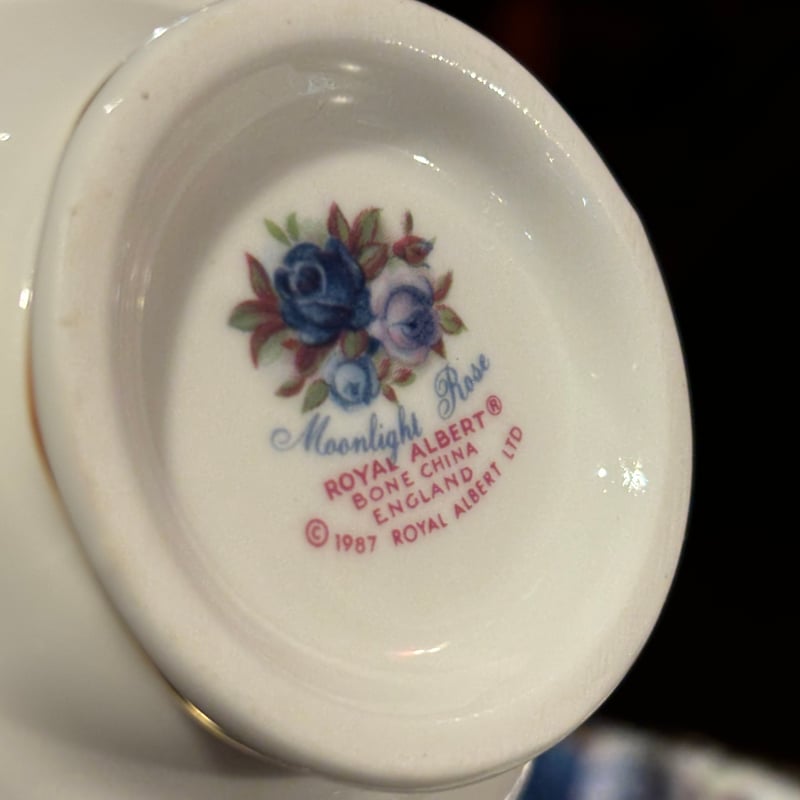 Moonlight Rose
ROYAL ALBERT®
BONE CHINA
ENGLAND
© 1987 ROYAL ALBERT LTD